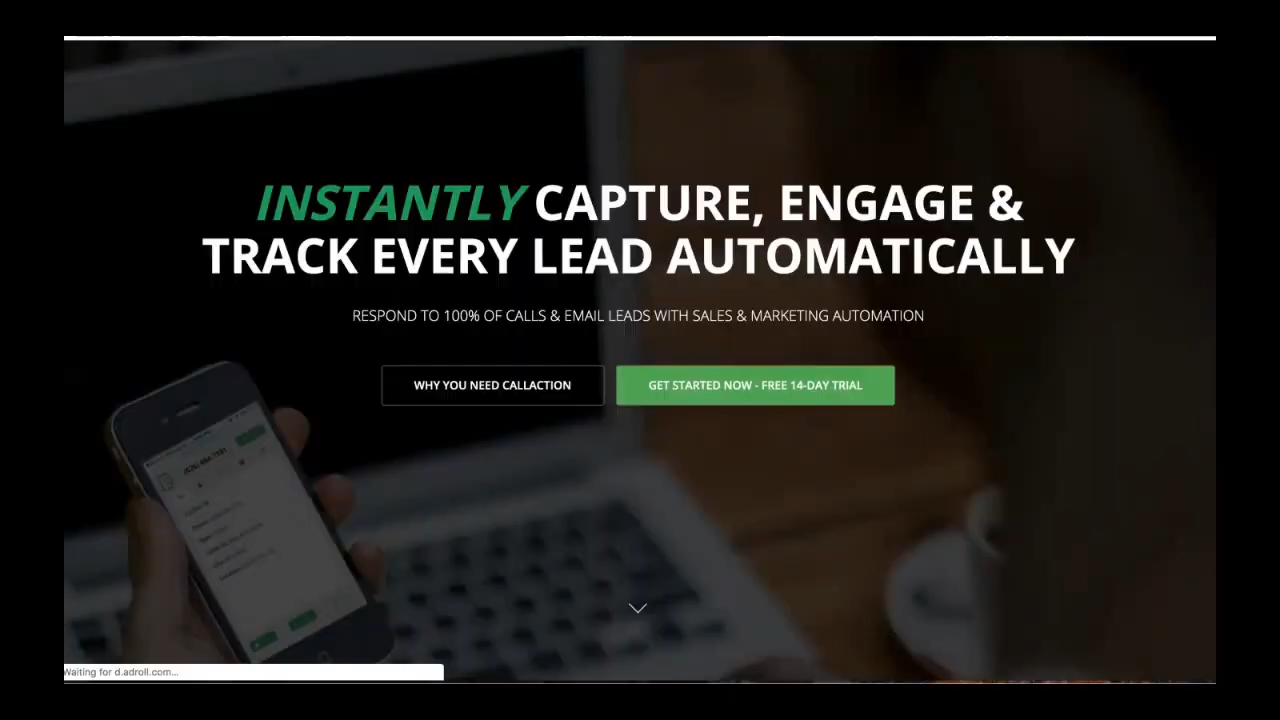 INSTANTLY CAPTURE, ENGAGE &
TRACK EVERY LEAD AUTOMATICALLY
RESPOND TO 100% OF CALLS & EMAIL LEADS WITH SALES & MARKETING AUTOMATION
WHY YOU NEED CALLACTION
GET STARTED NOW - FREE 14-DAY TRIAL
Waiting for d.adroll.com...